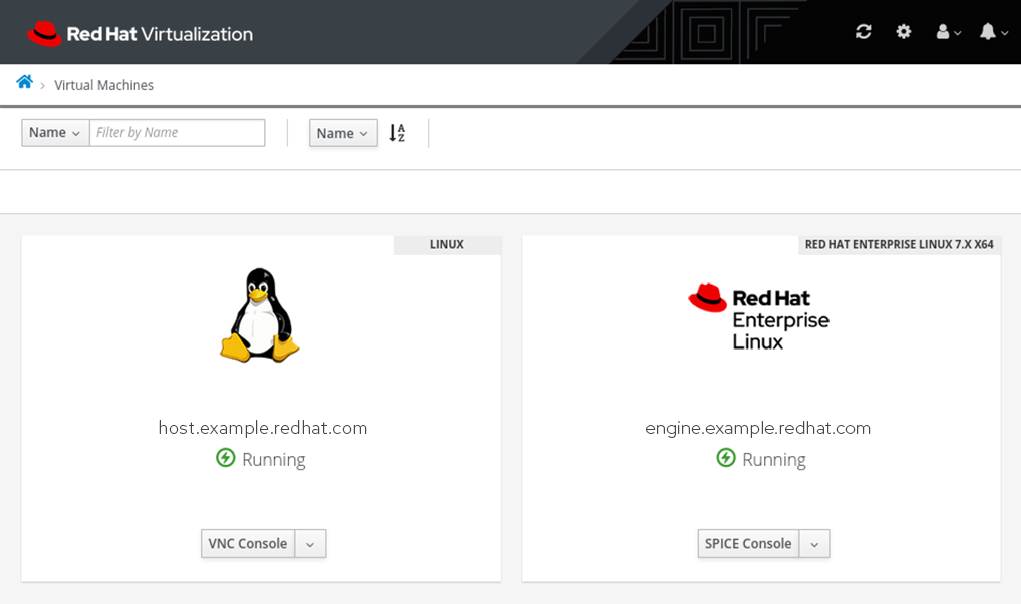 Red Hat Virtualization
Virtual Machines
Name Filter by Name Name A Z
LINUX
Red Hat
Enterprise
Linux
RED HAT ENTERPRISE LINUX 7.X X64
host.example.redhat.com
Running
VNC Console
engine.example.redhat.com
Running
SPICE Console